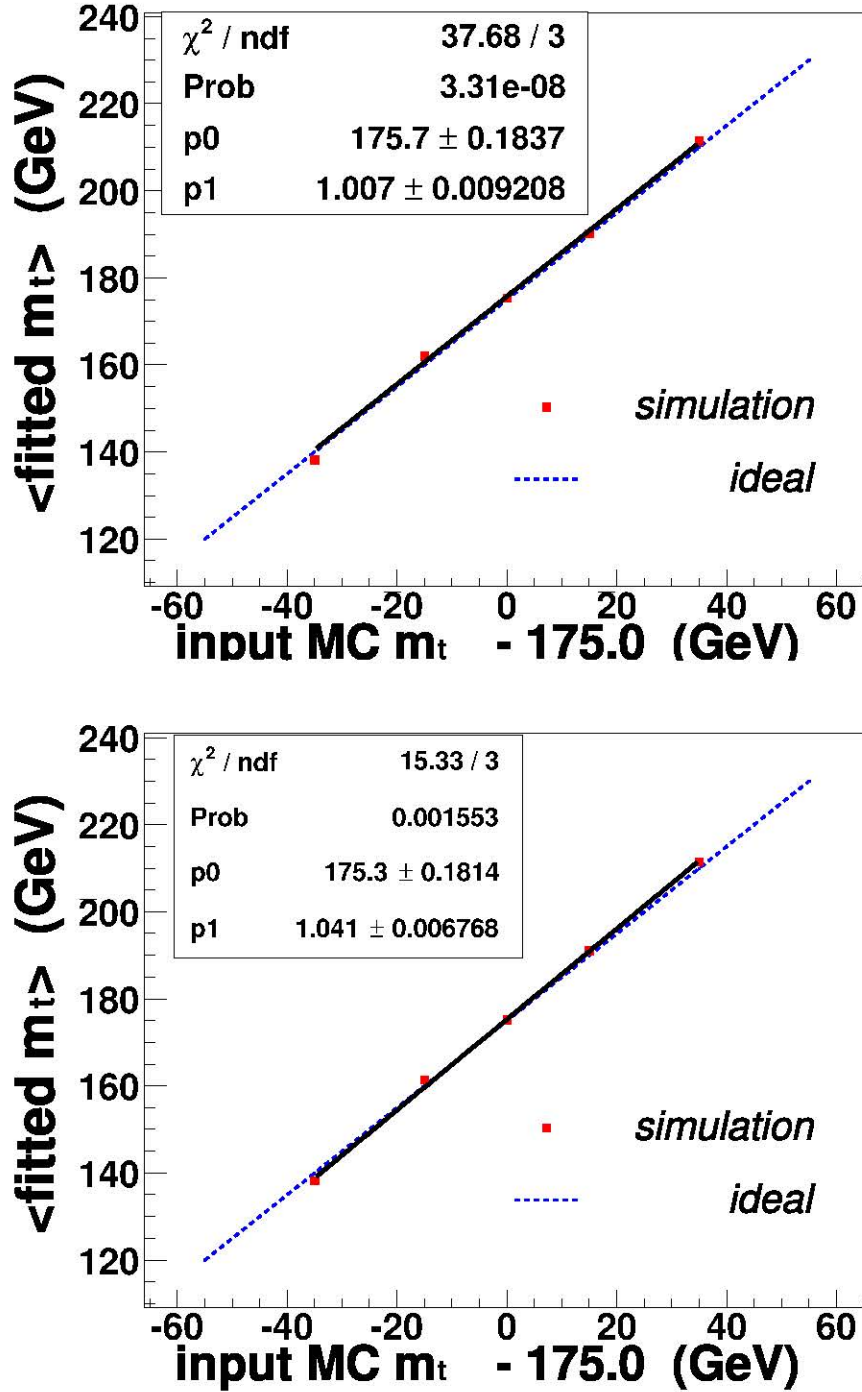 240
220
200
180
160
140
120
<fitted mt> (GeV)
χ² / ndf 37.68 / 3
Prob 3.31e-08
p0 175.7 ± 0.1837
p1 1.007 ± 0.009208
simulation
ideal
-60 -40 -20 0 20 40 60
input MC mt - 175.0 (GeV)
240
220
200
180
160
140
120
<fitted mt> (GeV)
χ² / ndf 15.33 / 3
Prob 0.001553
p0 175.3 ± 0.1814
p1 1.041 ± 0.006768
simulation
ideal
-60 -40 -20 0 20 40 60
input MC mt - 175.0 (GeV)